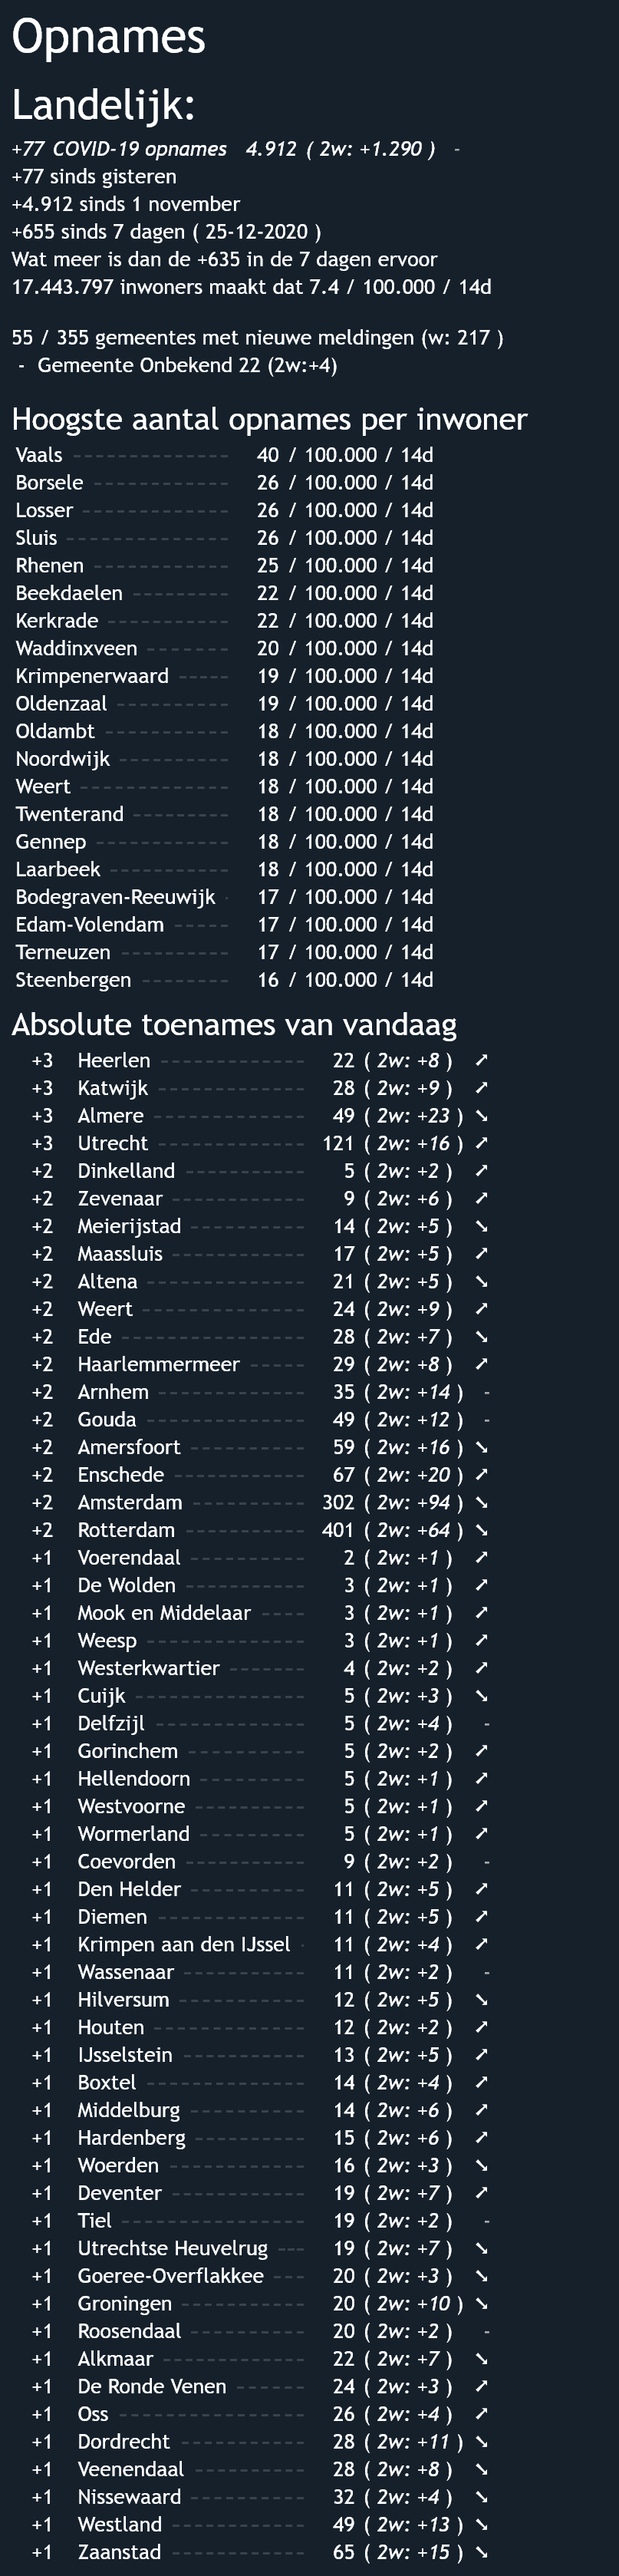 Opnames
Landelijk:
+77 COVID-19 opnames 4.912 ( 2w: +1.290 ) -
+77 sinds gisteren
+4.912 sinds 1 november
+655 sinds 7 dagen ( 25-12-2020 )
Wat meer is dan de +635 in de 7 dagen ervoor
17.443.797 inwoners maakt dat 7.4 / 100.000 / 14d
55 / 355 gemeentes met nieuwe meldingen (w: 217 )
- Gemeente Onbekend 22 (2w:+4)
Hoogste aantal opnames per inwoner
Vaals ------------- 40 / 100.000 / 14d
Borsele ----------- 26 / 100.000 / 14d
Losser ------------ 26 / 100.000 / 14d
Sluis -------------- 26 / 100.000 / 14d
Rhenen ----------- 25 / 100.000 / 14d
Beekdaelen -------- 22 / 100.000 / 14d
Kerkrade ---------- 22 / 100.000 / 14d
Waddinxveen ------- 20 / 100.000 / 14d
Krimpenerwaard ----- 19 / 100.000 / 14d
Oldenzaal ---------- 19 / 100.000 / 14d
Oldambt ---------- 18 / 100.000 / 14d
Noordwijk --------- 18 / 100.000 / 14d
Weert ------------- 18 / 100.000 / 14d
Twenterand -------- 18 / 100.000 / 14d
Gennep ----------- 18 / 100.000 / 14d
Laarbeek ---------- 18 / 100.000 / 14d
Bodegraven-Reeuwijk - 17 / 100.000 / 14d
Edam-Volendam ----- 17 / 100.000 / 14d
Terneuzen --------- 17 / 100.000 / 14d
Steenbergen -------- 16 / 100.000 / 14d
Absolute toenames van vandaag
+3 Heerlen ------------ 22 ( 2w: +8 ) ➚
+3 Katwijk ------------ 28 ( 2w: +9 ) ➚
+3 Almere ------------ 49 ( 2w: +23 ) ➘
+3 Utrecht ------------ 121 ( 2w: +16 ) ➚
+2 Dinkelland ---------- 5 ( 2w: +2 ) ➚
+2 Zevenaar ----------- 9 ( 2w: +6 ) ➚
+2 Meierijstad ---------- 14 ( 2w: +5 ) ➘
+2 Maassluis ----------- 17 ( 2w: +5 ) ➚
+2 Altena ------------- 21 ( 2w: +5 ) ➘
+2 Weert ------------- 24 ( 2w: +9 ) ➚
+2 Ede --------------- 28 ( 2w: +7 ) ➘
+2 Haarlemmermeer ----- 29 ( 2w: +8 ) ➚
+2 Arnhem ------------ 35 ( 2w: +14 ) -
+2 Gouda ------------- 49 ( 2w: +12 ) -
+2 Amersfoort ---------- 59 ( 2w: +16 ) ➘
+2 Enschede ----------- 67 ( 2w: +20 ) ➚
+2 Amsterdam ---------- 302 ( 2w: +94 ) ➘
+2 Rotterdam ---------- 401 ( 2w: +64 ) ➘
+1 Voerendaal ---------- 2 ( 2w: +1 ) ➚
+1 De Wolden ---------- 3 ( 2w: +1 ) ➚
+1 Mook en Middelaar ---- 3 ( 2w: +1 ) ➚
+1 Weesp ------------- 3 ( 2w: +1 ) ➚
+1 Westerkwartier ------- 4 ( 2w: +2 ) ➚
+1 Cuijk -------------- 5 ( 2w: +3 ) ➘
+1 Delfzijl ------------- 5 ( 2w: +4 ) -
+1 Gorinchem ---------- 5 ( 2w: +2 ) ➚
+1 Hellendoorn --------- 5 ( 2w: +1 ) ➚
+1 Westvoorne ---------- 5 ( 2w: +1 ) ➚
+1 Wormerland --------- 5 ( 2w: +1 ) ➚
+1 Coevorden ---------- 9 ( 2w: +2 ) -
+1 Den Helder ---------- 11 ( 2w: +5 ) ➚
+1 Diemen ------------ 11 ( 2w: +5 ) ➚
+1 Krimpen aan den IJssel - 11 ( 2w: +4 ) ➚
+1 Wassenaar ---------- 11 ( 2w: +2 ) -
+1 Hilversum ----------- 12 ( 2w: +5 ) ➘
+1 Houten ------------ 12 ( 2w: +2 ) ➚
+1 IJsselstein ---------- 13 ( 2w: +5 ) ➚
+1 Boxtel ------------- 14 ( 2w: +4 ) ➚
+1 Middelburg ---------- 14 ( 2w: +6 ) ➚
+1 Hardenberg --------- 15 ( 2w: +6 ) ➚
+1 Woerden ----------- 16 ( 2w: +3 ) ➘
+1 Deventer ----------- 19 ( 2w: +7 ) ➚
+1 Tiel --------------- 19 ( 2w: +2 ) -
+1 Utrechtse Heuvelrug --- 19 ( 2w: +7 ) ➘
+1 Goeree-Overflakkee --- 20 ( 2w: +3 ) ➘
+1 Groningen ---------- 20 ( 2w: +10 ) ➘
+1 Roosendaal ---------- 20 ( 2w: +2 ) -
+1 Alkmaar ----------- 22 ( 2w: +7 ) ➘
+1 De Ronde Venen ------ 24 ( 2w: +3 ) ➚
+1 Oss --------------- 26 ( 2w: +4 ) ➚
+1 Dordrecht ---------- 28 ( 2w: +11 ) ➘
+1 Veenendaal ---------- 28 ( 2w: +8 ) ➘
+1 Nissewaard ---------- 32 ( 2w: +4 ) ➘
+1 Westland ----------- 49 ( 2w: +13 ) ➘
+1 Zaanstad ----------- 65 ( 2w: +15 ) ➘